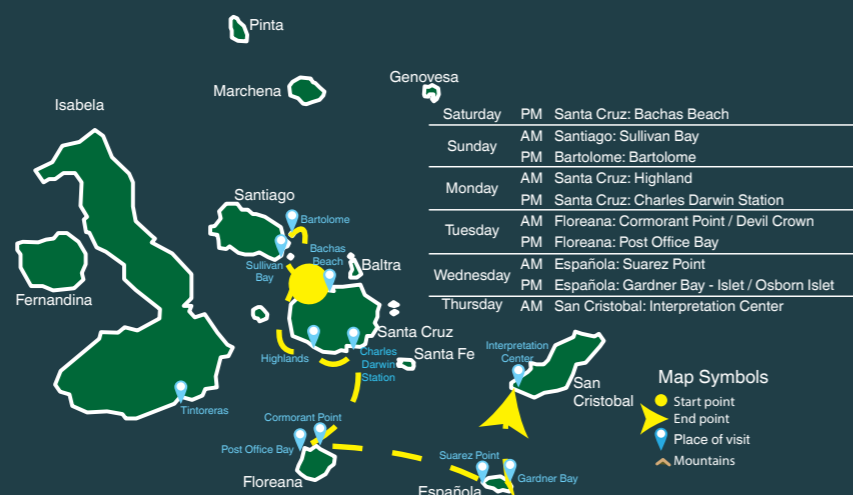 Pinta
Marchena
Genovesa
Isabela
Santiago
Bartolome
Sullivan
Bay
Bachas
Beach
Baltra
Fernandina
Santa Cruz
Highlands
Charles
Darwin
Station
Santa Fe
Tintoreras
Cormorant Point
Post Office Bay
Floreana
Interpretation
Center
San
Cristobal
Suarez Point
Gardner Bay
Española
Saturday PM Santa Cruz: Bachas Beach
Sunday AM Santiago: Sullivan Bay
PM Bartolome: Bartolome
Monday AM Santa Cruz: Highland
PM Santa Cruz: Charles Darwin Station
Tuesday AM Floreana: Cormorant Point / Devil Crown
PM Floreana: Post Office Bay
Wednesday AM Española: Suarez Point
PM Española: Gardner Bay - Islet / Osborn Islet
Thursday AM San Cristobal: Interpretation Center
Map Symbols
Start point
End point
Place of visit
Mountains